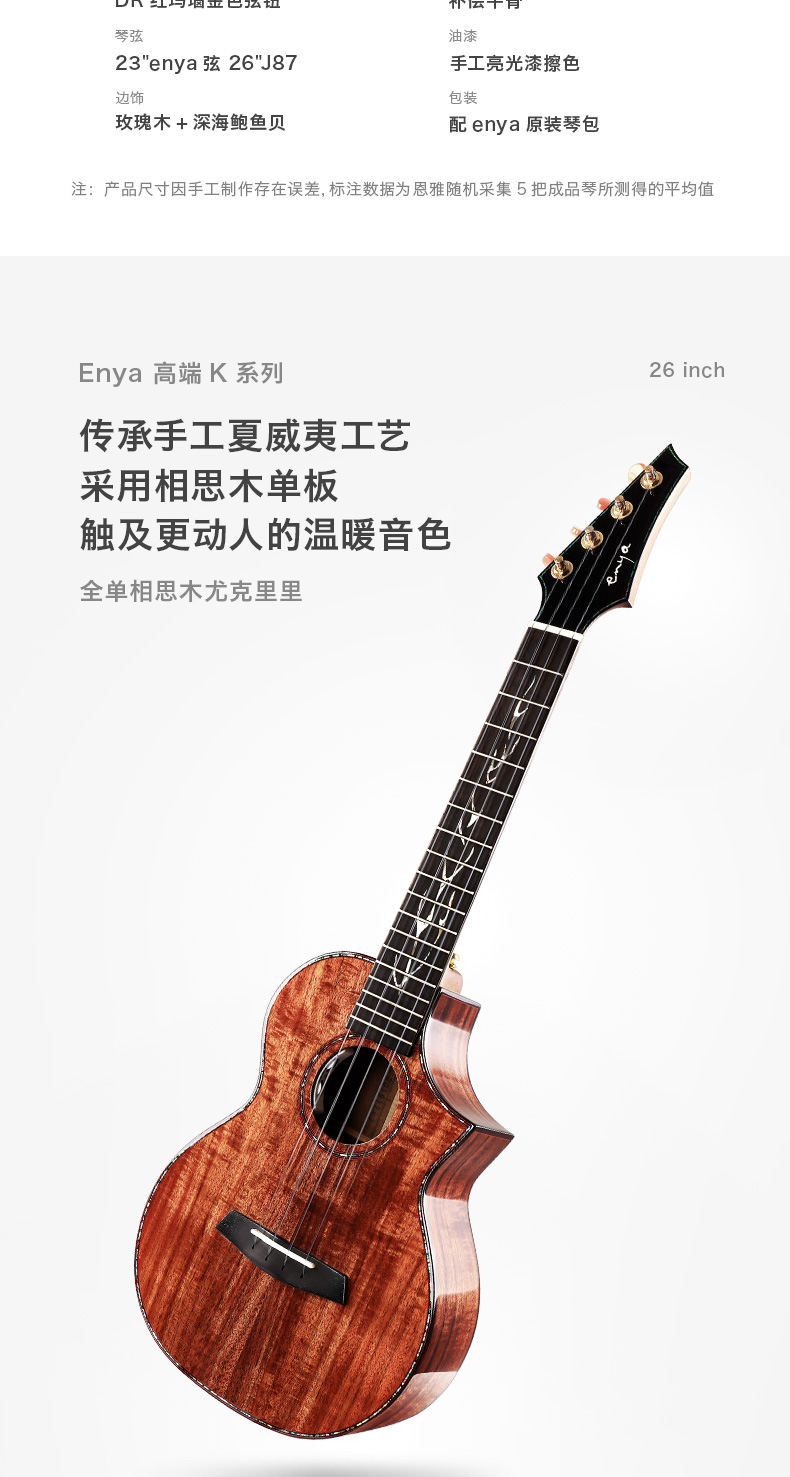 DR 红玛瑙金色弦钮
补偿牛骨
琴弦
油漆
23"enya 弦 26"J87
手工亮光漆擦色
边饰
包装
玫瑰木 + 深海鲍鱼贝
配 enya 原装琴包
注：产品尺寸因手工制作存在误差, 标注数据为恩雅随机采集 5 把成品琴所测得的平均值
Enya 高端 K 系列
26 inch
传承手工夏威夷工艺
采用相思木单板
触及更动人的温暖音色
全单相思木尤克里里
enya